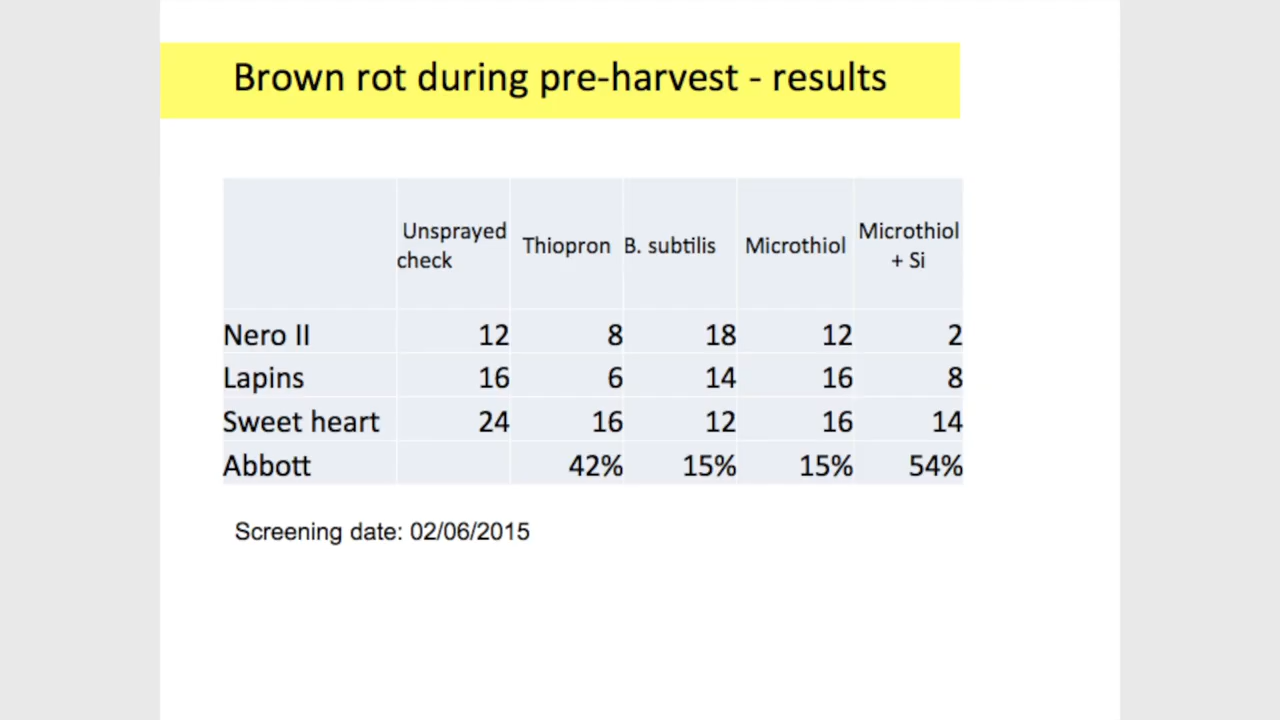 Brown rot during pre-harvest - results
Unsprayed check Thiopron B. subtilis Microthiol Microthiol + Si
Nero II 12 8 18 12 2
Lapins 16 6 14 16 8
Sweet heart 24 16 12 16 14
Abbott 42% 15% 15% 54%
Screening date: 02/06/2015